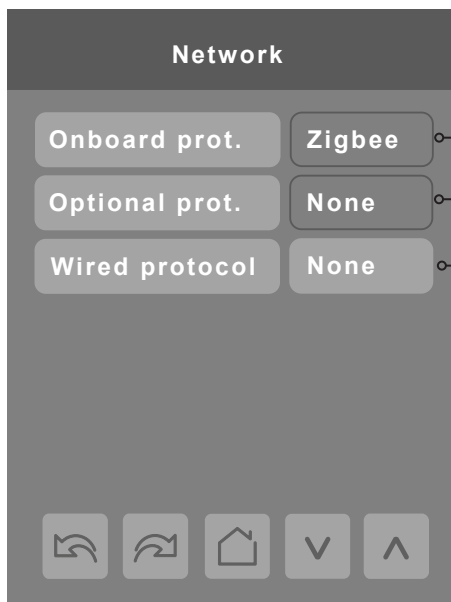 Network
Onboard prot. Zigbee
Optional prot. None
Wired protocol None